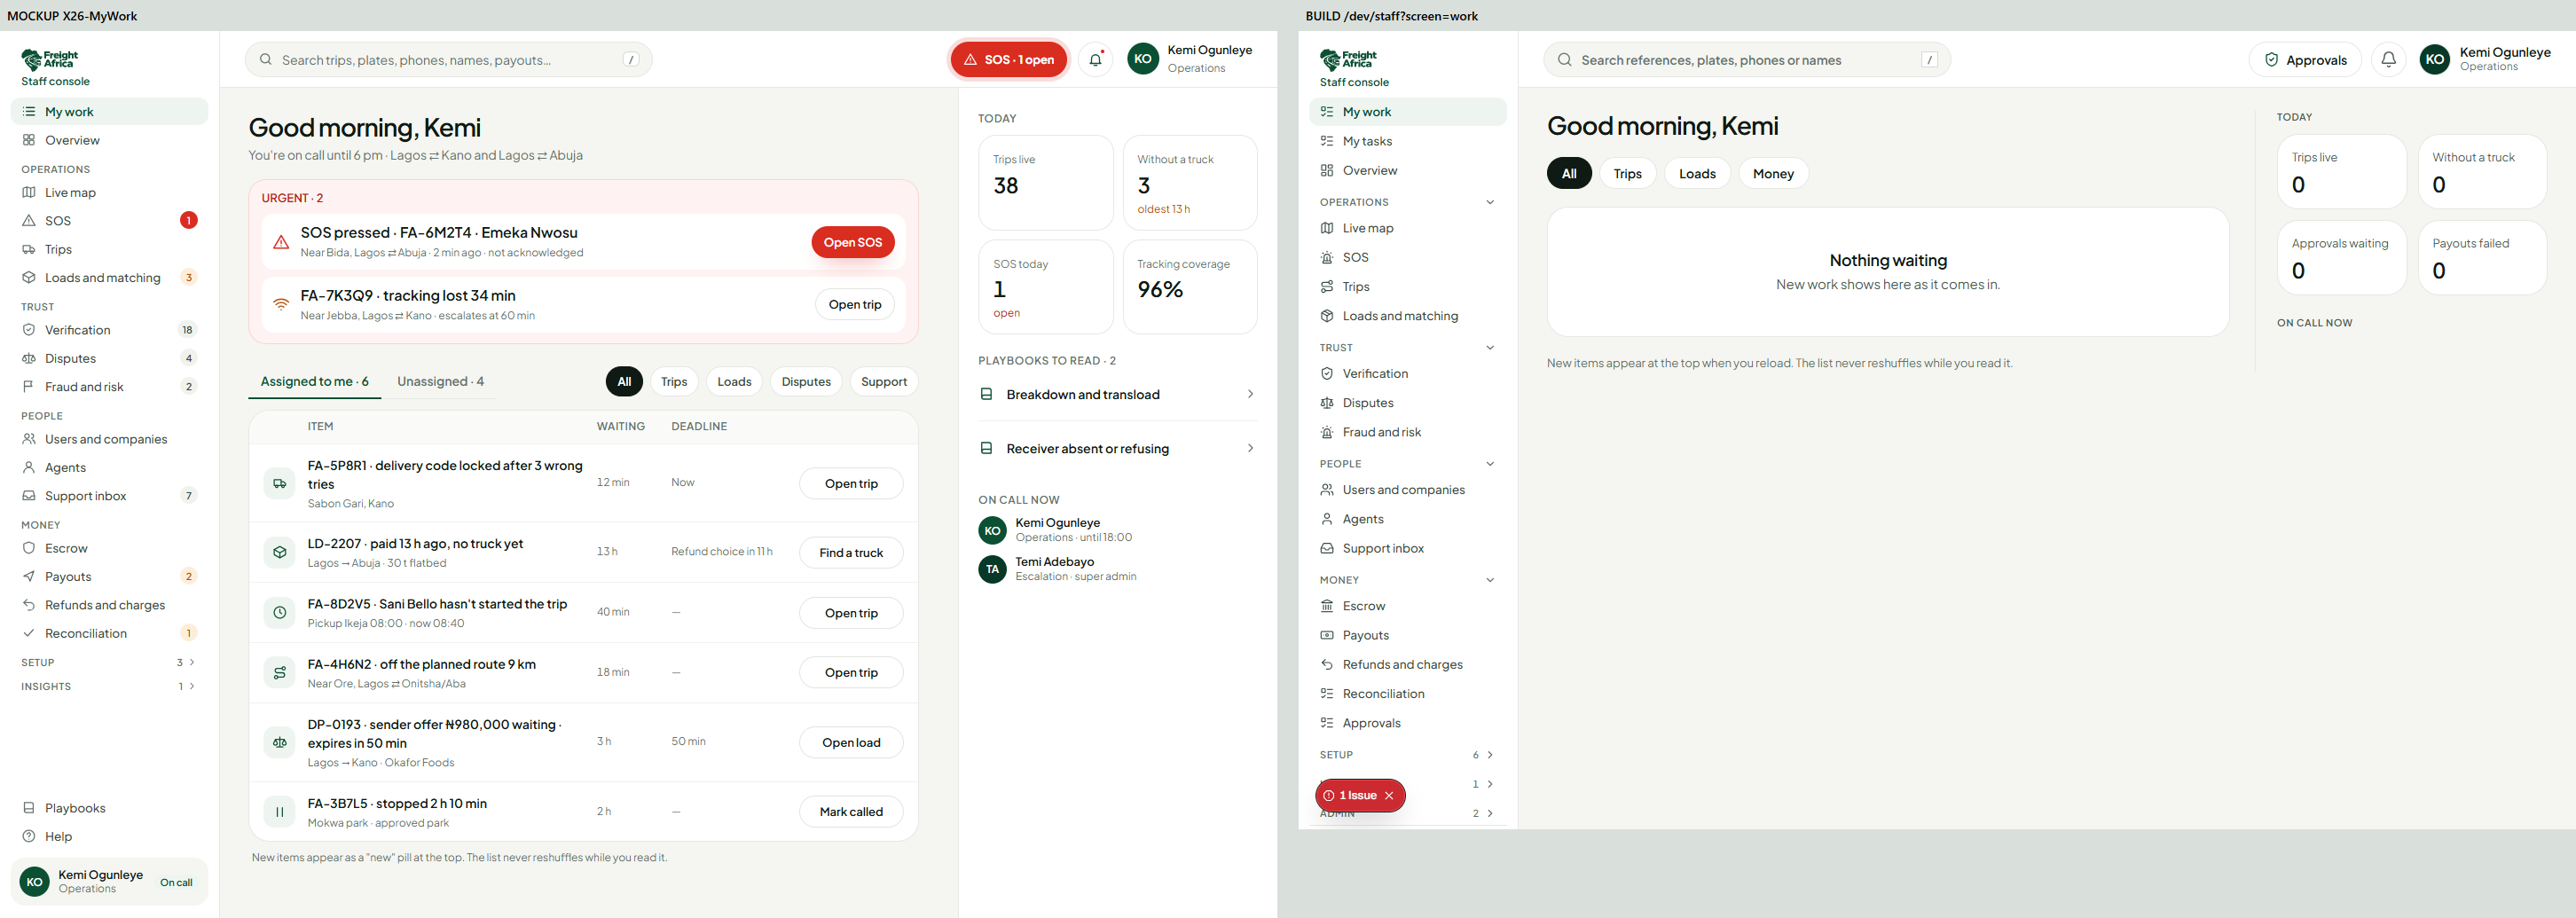 MOCKUP X26-MyWork
Freight Africa
Staff console
My work
Overview
OPERATIONS
Live map
SOS 1
Trips
Loads and matching 3
TRUST
Verification 18
Disputes 4
Fraud and risk 2
PEOPLE
Users and companies
Agents
Support inbox 7
MONEY
Escrow
Payouts 2
Refunds and charges
Reconciliation 1
SETUP 3
INSIGHTS 1
Playbooks
Help
KO Kemi Ogunleye
Operations
On call
Search trips, plates, phones, names, payouts... /
SOS · 1 open
KO Kemi Ogunleye
Operations
Good morning, Kemi
You're on call until 6 pm · Lagos ⇄ Kano and Lagos ⇄ Abuja
URGENT · 2
SOS pressed · FA-6M2T4 · Emeka Nwosu
Near Bida, Lagos ⇄ Abuja · 2 min ago · not acknowledged
Open SOS
FA-7K3Q9 · tracking lost 34 min
Near Jebba, Lagos ⇄ Kano · escalates at 60 min
Open trip
Assigned to me · 6 Unassigned · 4
All Trips Loads Disputes Support
ITEM WAITING DEADLINE
FA-5P8R1 · delivery code locked after 3 wrong
tries
Sabon Gari, Kano
12 min Now Open trip
LD-2207 · paid 13 h ago, no truck yet
Lagos → Abuja · 30 t flatbed
13 h Refund choice in 11 h Find a truck
FA-8D2V5 · Sani Bello hasn't started the trip
Pickup Ikeja 08:00 · now 08:40
40 min — Open trip
FA-4H6N2 · off the planned route 9 km
Near Ore, Lagos ⇄ Onitsha/Aba
18 min — Open trip
DP-0193 · sender offer ₦980,000 waiting ·
expires in 50 min
Lagos → Kano · Okafor Foods
3 h 50 min Open load
FA-3B7L5 · stopped 2 h 10 min
Mokwa park · approved park
2 h — Mark called
New items appear as a "new" pill at the top. The list never reshuffles while you read it.
TODAY
Trips live
38
Without a truck
3
oldest 13 h
SOS today
1
open
Tracking coverage
96%
PLAYBOOKS TO READ · 2
Breakdown and transload
Receiver absent or refusing
ON CALL NOW
KO Kemi Ogunleye
Operations · until 18:00
TA Temi Adebayo
Escalation · super admin
BUILD /dev/staff?screen=work
Freight Africa
Staff console
My work
My tasks
Overview
OPERATIONS
Live map
SOS
Trips
Loads and matching
TRUST
Verification
Disputes
Fraud and risk
PEOPLE
Users and companies
Agents
Support inbox
MONEY
Escrow
Payouts
Refunds and charges
Reconciliation
Approvals
SETUP 6
1
1 Issue
ADMIN 2
Search references, plates, phones or names /
Approvals
KO Kemi Ogunleye
Operations
Good morning, Kemi
All Trips Loads Money
Nothing waiting
New work shows here as it comes in.
New items appear at the top when you reload. The list never reshuffles while you read it.
TODAY
Trips live
0
Without a truck
0
Approvals waiting
0
Payouts failed
0
ON CALL NOW